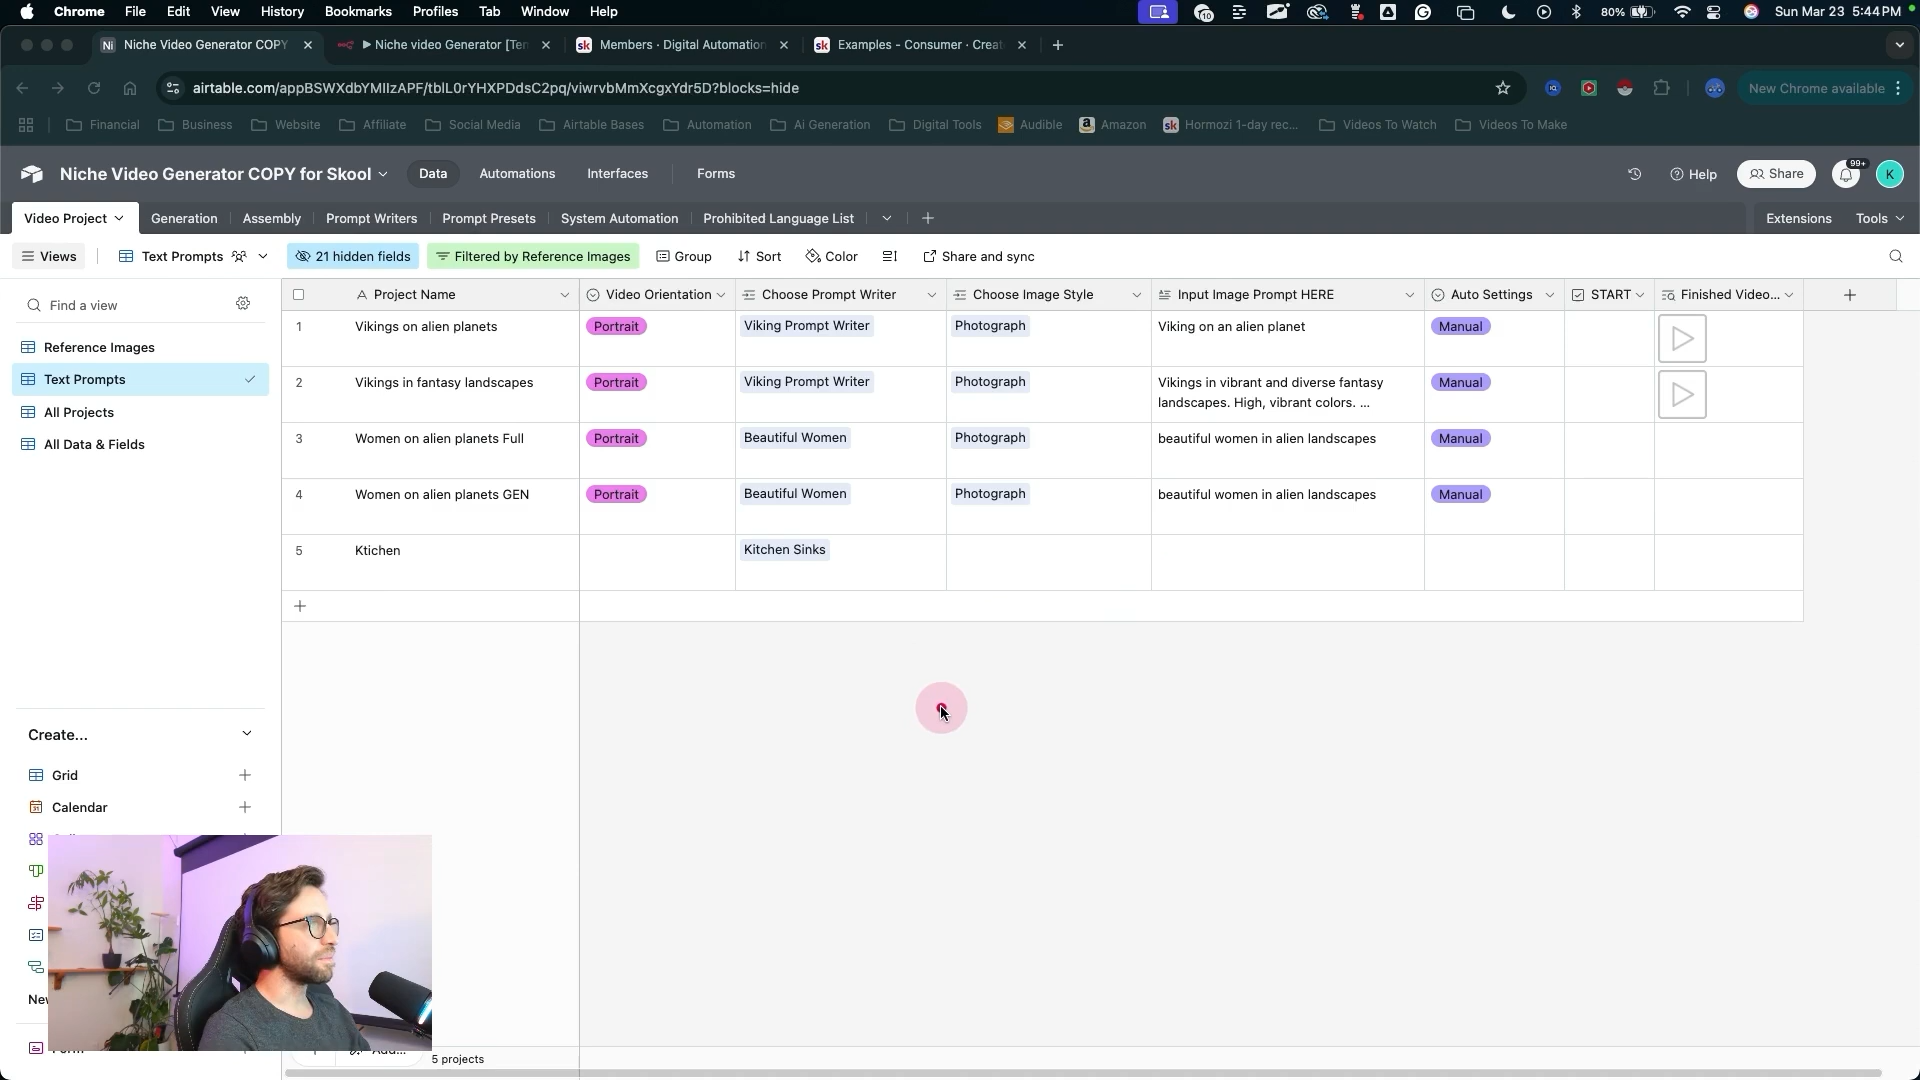 Chrome File Edit View History Bookmarks Profiles Tab Window Help 10 80% Sun Mar 23 5:44 PM
Ni Niche Video Generator COPY Niche video Generator [Ten sk Members · Digital Automation sk Examples - Consumer · Creat
airtable.com/appBSWXdbYMIIzAPF/tblL0rYHXPDdsC2pq/viwrvbMmXcgxYdr5D?blocks=hide New Chrome available
Financial Business Website Affiliate Social Media Airtable Bases Automation Ai Generation Digital Tools Audible Amazon sk Hormozi 1-day rec... Videos To Watch Videos To Make
Niche Video Generator COPY for Skool Data Automations Interfaces Forms Help Share 99+ K
Video Project Generation Assembly Prompt Writers Prompt Presets System Automation Prohibited Language List Extensions Tools
Views Text Prompts 21 hidden fields Filtered by Reference Images Group Sort Color Share and sync
Find a view
Project Name Video Orientation Choose Prompt Writer Choose Image Style Input Image Prompt HERE Auto Settings START Finished Video...
1 Vikings on alien planets Portrait Viking Prompt Writer Photograph Viking on an alien planet Manual
2 Vikings in fantasy landscapes Portrait Viking Prompt Writer Photograph Vikings in vibrant and diverse fantasy Manual
landscapes. High, vibrant colors. ...
3 Women on alien planets Full Portrait Beautiful Women Photograph beautiful women in alien landscapes Manual
4 Women on alien planets GEN Portrait Beautiful Women Photograph beautiful women in alien landscapes Manual
5 Ktichen Kitchen Sinks
Reference Images
Text Prompts
All Projects
All Data & Fields
Create...
Grid
Calendar
5 projects